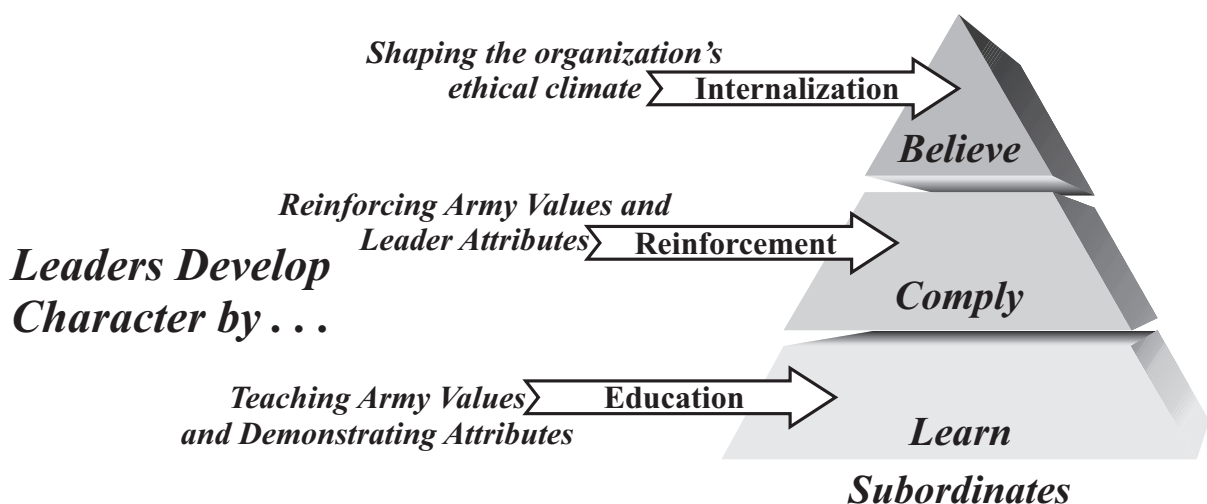 Shaping the organization’s
ethical climate
Internalization
Believe
Reinforcing Army Values and
Leader Attributes
Reinforcement
Comply
Leaders Develop
Character by . . .
Teaching Army Values
and Demonstrating Attributes
Education
Learn
Subordinates